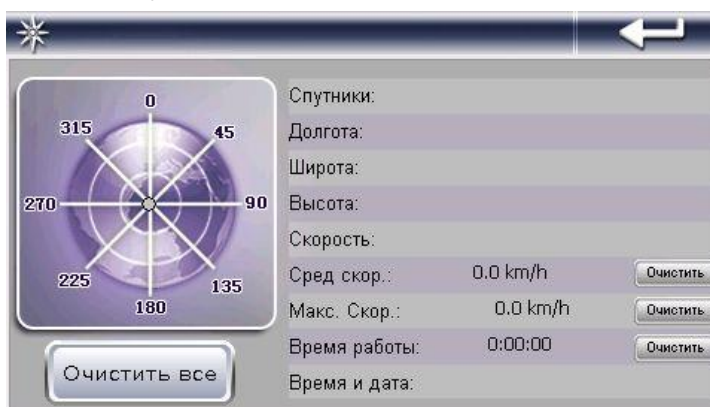 0
315
45
270
90
225
135
180
Очистить все
Спутники:
Долгота:
Широта:
Высота:
Скорость:
Сред скор.: 0.0 km/h Очистить
Макс. Скор.: 0.0 km/h Очистить
Время работы: 0:00:00 Очистить
Время и дата: